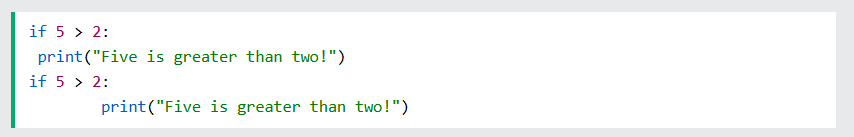 if 5 > 2:
 print("Five is greater than two!")
if 5 > 2:
        print("Five is greater than two!")